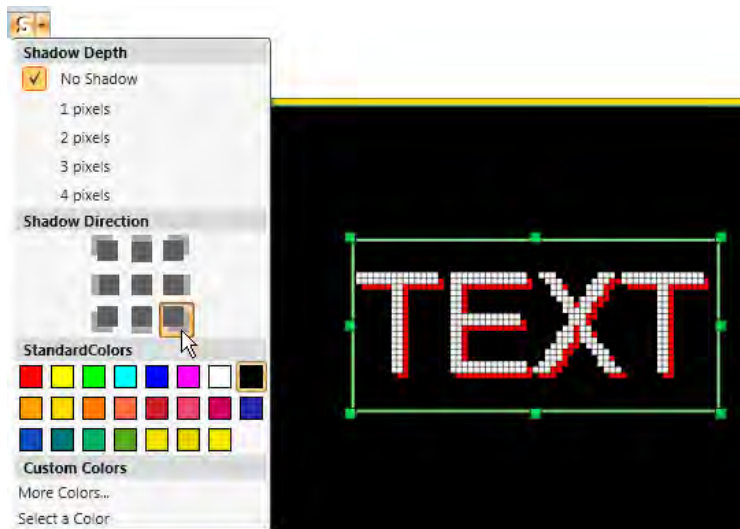 S
Shadow Depth
No Shadow
1 pixels
2 pixels
3 pixels
4 pixels
Shadow Direction
StandardColors
Custom Colors
More Colors...
Select a Color
TEXT